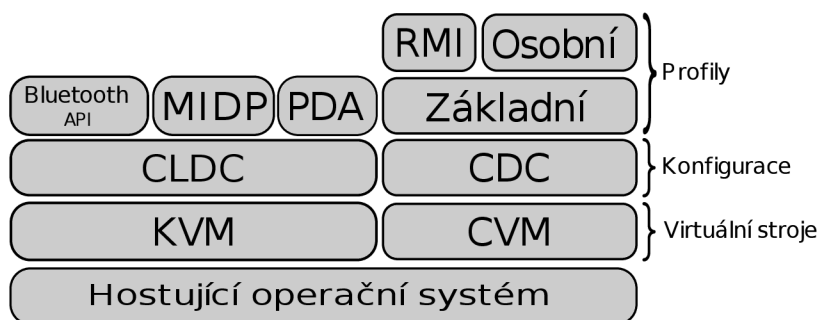 RMI Osobní
Profily
Bluetooth
API
MIDP PDA Základní
CLDC CDC Konfigurace
KVM CVM Virtuální stroje
Hostující operační systém